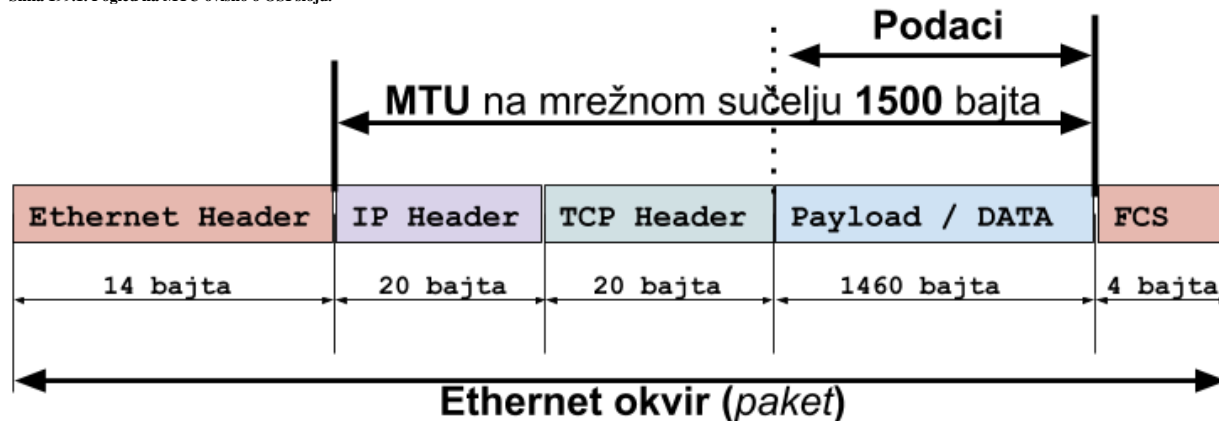 Podaci
MTU na mrežnom sučelju 1500 bajta
Ethernet Header IP Header TCP Header Payload / DATA FCS
14 bajta 20 bajta 20 bajta 1460 bajta 4 bajta
Ethernet okvir (paket)